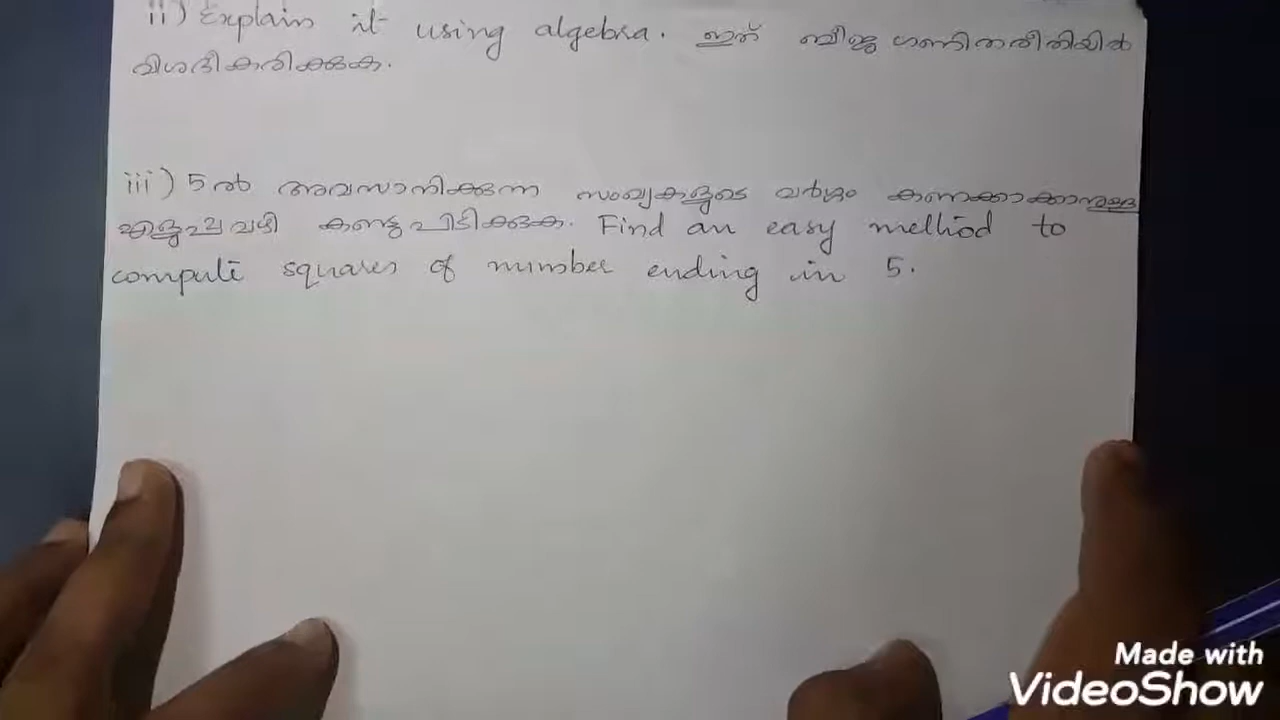 ii) Explain it using algebra. ഇത് ബീജഗണിതരീതിയിൽ
വിശദീകരിക്കുക.
iii) 5ൽ അവസാനിക്കുന്ന സംഖ്യകളുടെ വർഗ്ഗം കണക്കാക്കാനുള്ള
എളുപ്പവഴി കണ്ടുപിടിക്കുക. Find an easy method to
compute squares of number ending in 5.
Made with
VideoShow